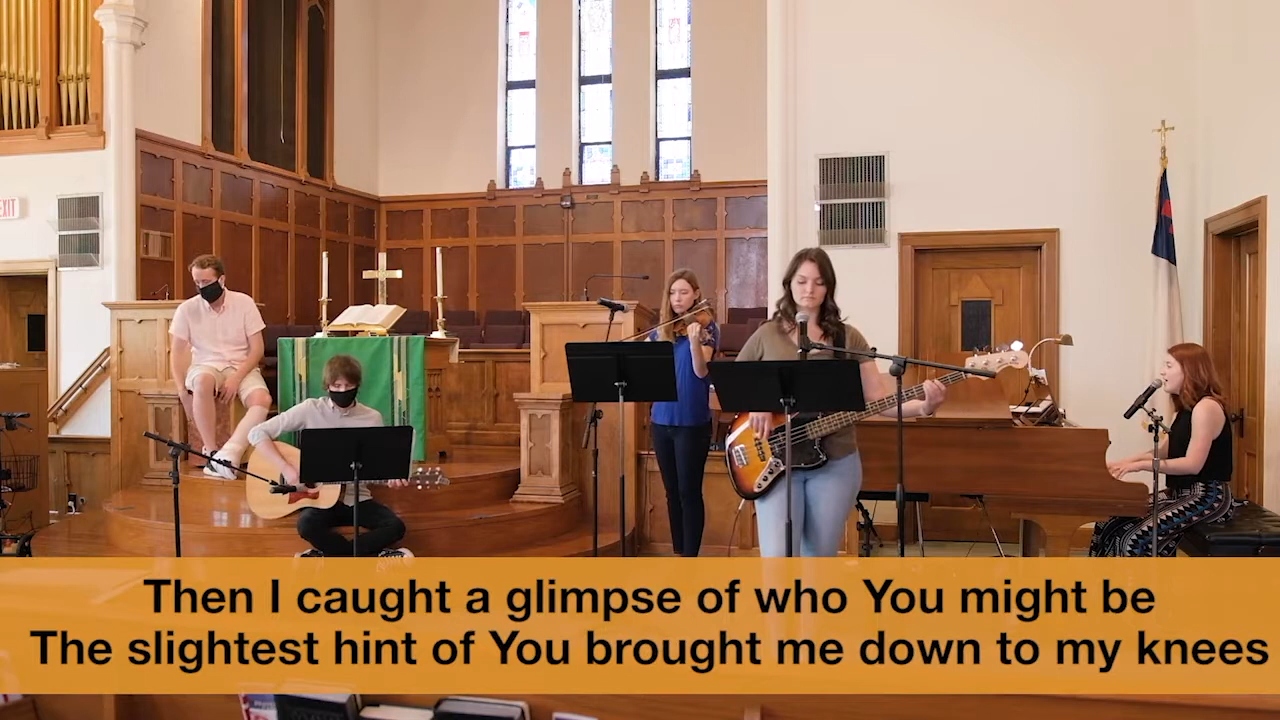 EXIT
Then I caught a glimpse of who You might be
The slightest hint of You brought me down to my knees